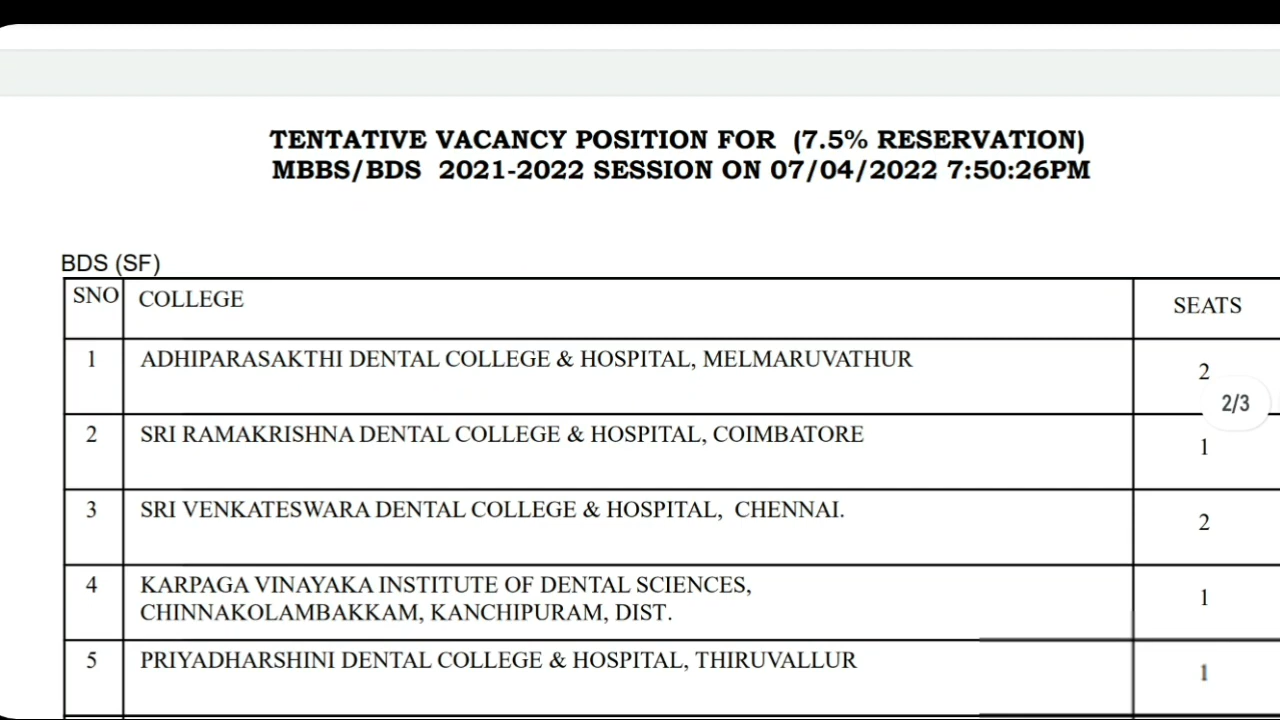 TENTATIVE VACANCY POSITION FOR (7.5% RESERVATION)
MBBS/BDS 2021-2022 SESSION ON 07/04/2022 7:50:26PM
BDS (SF)
SNO COLLEGE SEATS
1 ADHIPARASAKTHI DENTAL COLLEGE & HOSPITAL, MELMARUVATHUR 2
2/3
2 SRI RAMAKRISHNA DENTAL COLLEGE & HOSPITAL, COIMBATORE 1
3 SRI VENKATESWARA DENTAL COLLEGE & HOSPITAL, CHENNAI. 2
4 KARPAGA VINAYAKA INSTITUTE OF DENTAL SCIENCES,
CHINNAKOLAMBAKKAM, KANCHIPURAM, DIST. 1
5 PRIYADHARSHINI DENTAL COLLEGE & HOSPITAL, THIRUVALLUR 1